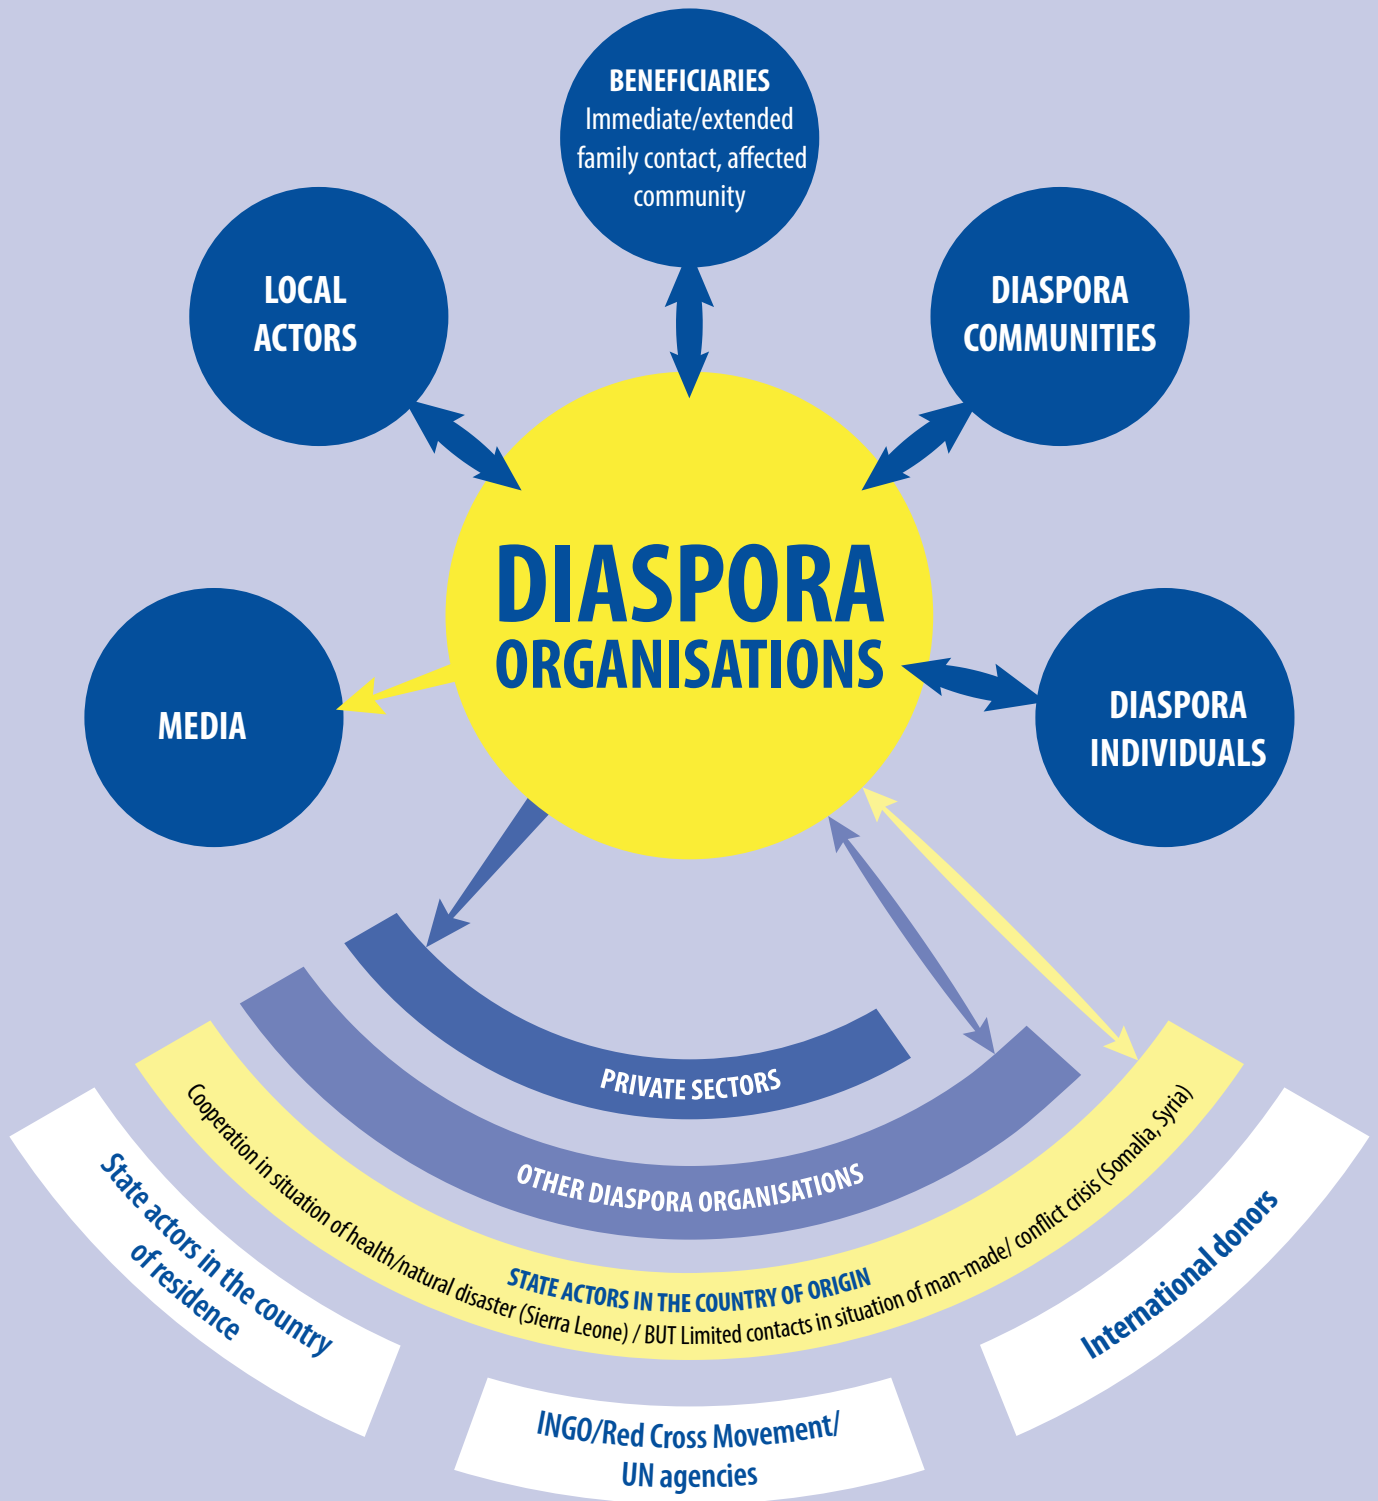 BENEFICIARIES
Immediate/extended
family contact, affected
community
LOCAL
ACTORS
DIASPORA
COMMUNITIES
DIASPORA
ORGANISATIONS
MEDIA
DIASPORA
INDIVIDUALS
PRIVATE SECTORS
OTHER DIASPORA ORGANISATIONS
STATE ACTORS IN THE COUNTRY OF ORIGIN
Cooperation in situation of health/natural disaster (Sierra Leone) / BUT Limited contacts in situation of man-made/ conflict crisis (Somalia, Syria)
State actors in the country
of residence
INGO/Red Cross Movement/
UN agencies
International donors